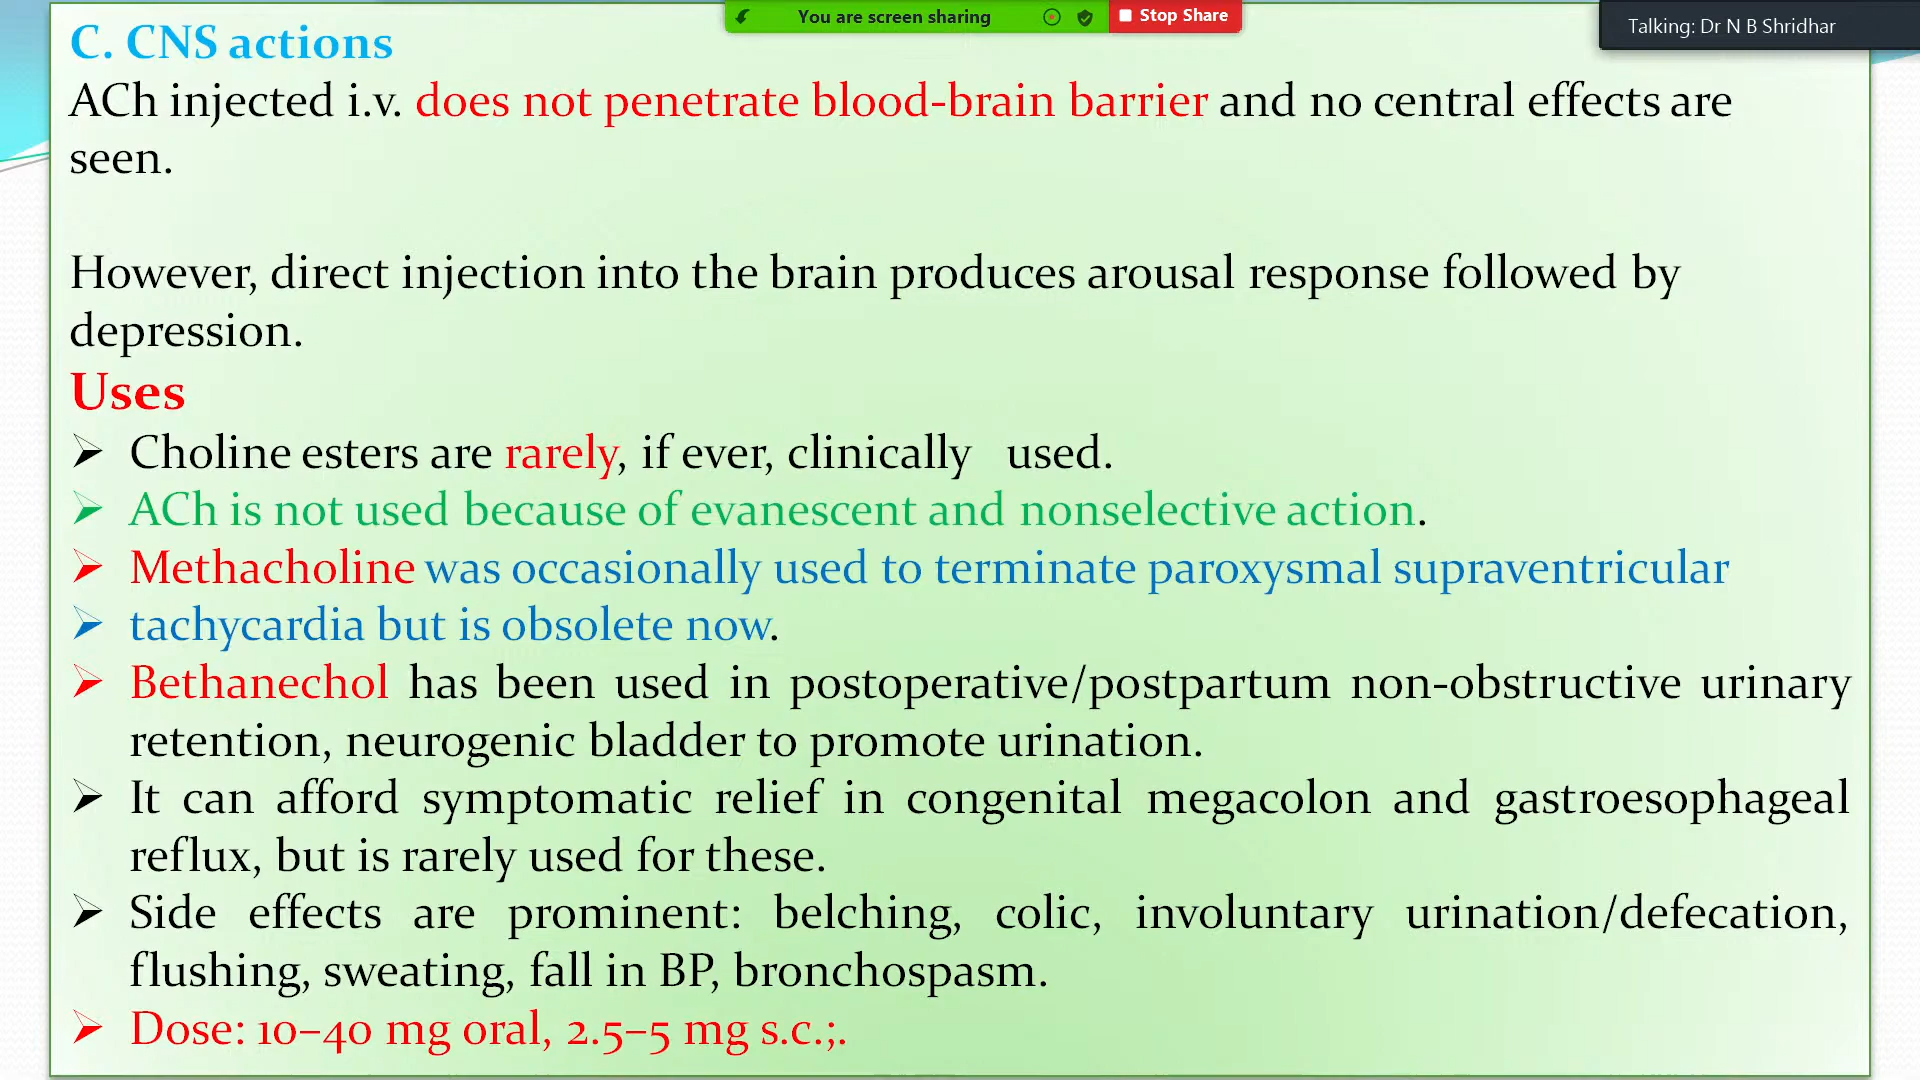 You are screen sharing
Stop Share
Talking: Dr N B Shridhar
C. CNS actions
ACh injected i.v. does not penetrate blood-brain barrier and no central effects are
seen.
However, direct injection into the brain produces arousal response followed by
depression.
Uses
➢ Choline esters are rarely, if ever, clinically used.
➢ ACh is not used because of evanescent and nonselective action.
➢ Methacholine was occasionally used to terminate paroxysmal supraventricular
➢ tachycardia but is obsolete now.
➢ Bethanechol has been used in postoperative/postpartum non-obstructive urinary
retention, neurogenic bladder to promote urination.
➢ It can afford symptomatic relief in congenital megacolon and gastroesophageal
reflux, but is rarely used for these.
➢ Side effects are prominent: belching, colic, involuntary urination/defecation,
flushing, sweating, fall in BP, bronchospasm.
➢ Dose: 10–40 mg oral, 2.5–5 mg s.c.;.